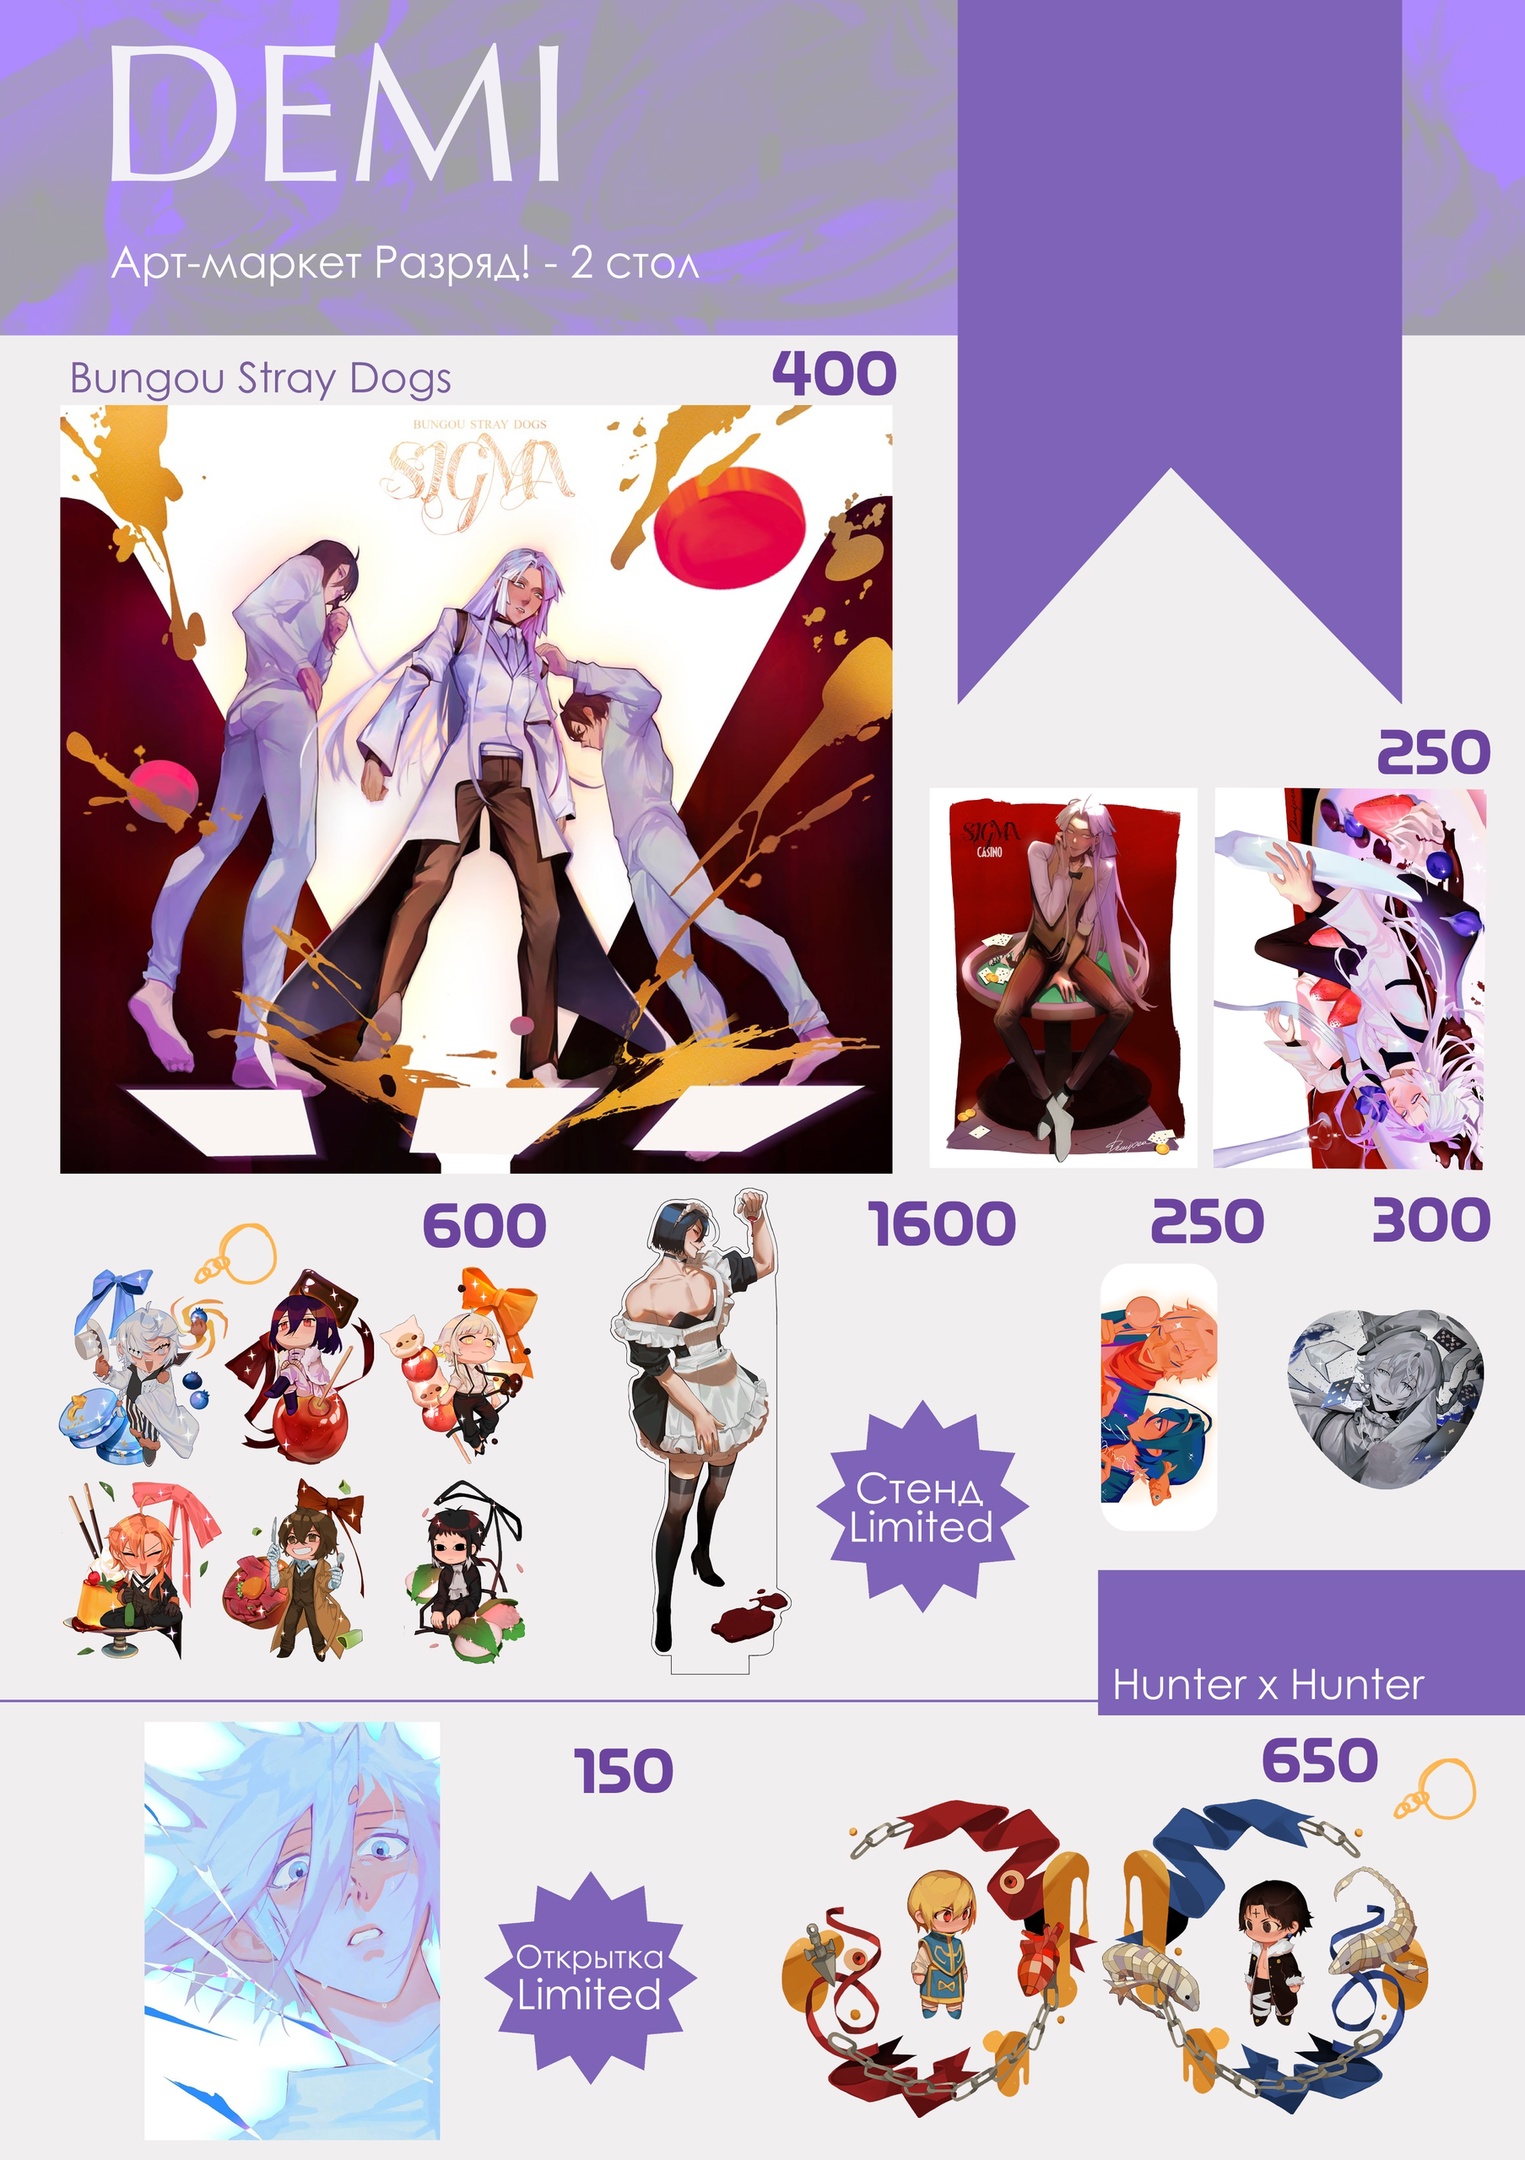 DEMI
Арт-маркет Разряд! - 2 стол
Bungou Stray Dogs
400
BUNGOU STRAY DOGS
SIGMA
250
SIGMA
CASINO
600
1600
250
300
Стенд
Limited
Hunter x Hunter
150
650
Открытка
Limited